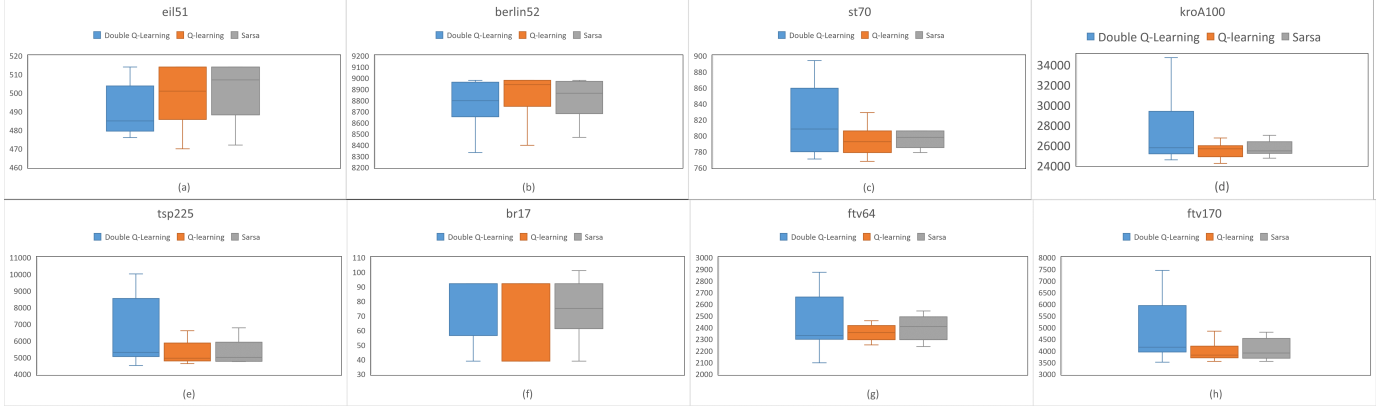 eil51
Double Q-Learning Q-learning Sarsa
520
510
500
490
480
470
460
(a)
berlin52
Double Q-Learning Q-learning Sarsa
9200
9100
9000
8900
8800
8700
8600
8500
8400
8300
8200
(b)
st70
Double Q-Learning Q-learning Sarsa
900
880
860
840
820
800
780
760
(c)
kroA100
Double Q-Learning Q-learning Sarsa
34000
32000
30000
28000
26000
24000
(d)
tsp225
Double Q-Learning Q-learning Sarsa
11000
10000
9000
8000
7000
6000
5000
4000
(e)
br17
Double Q-Learning Q-learning Sarsa
110
100
90
80
70
60
50
40
30
(f)
ftv64
Double Q-Learning Q-learning Sarsa
3000
2900
2800
2700
2600
2500
2400
2300
2200
2100
2000
(g)
ftv170
Double Q-Learning Q-learning Sarsa
8000
7500
7000
6500
6000
5500
5000
4500
4000
3500
3000
(h)